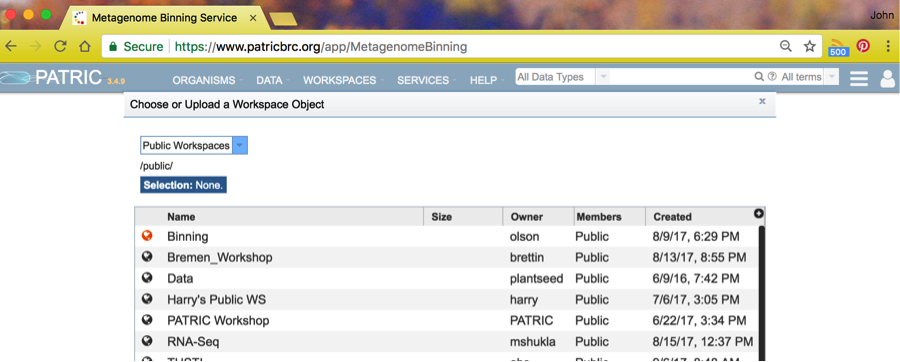 Metagenome Binning Service ×
John
Secure https://www.patricbrc.org/app/MetagenomeBinning
500
PATRIC 3.4.9 ORGANISMS DATA WORKSPACES SERVICES HELP All Data Types All terms
Choose or Upload a Workspace Object x
Public Workspaces
/public/
Selection: None.
Name Size Owner Members Created
Binning olson Public 8/9/17, 6:29 PM
Bremen_Workshop brettin Public 8/13/17, 8:55 PM
Data plantseed Public 6/9/16, 7:42 PM
Harry's Public WS harry Public 7/6/17, 3:05 PM
PATRIC Workshop PATRIC Public 6/22/17, 3:34 PM
RNA-Seq mshukla Public 8/15/17, 12:37 PM